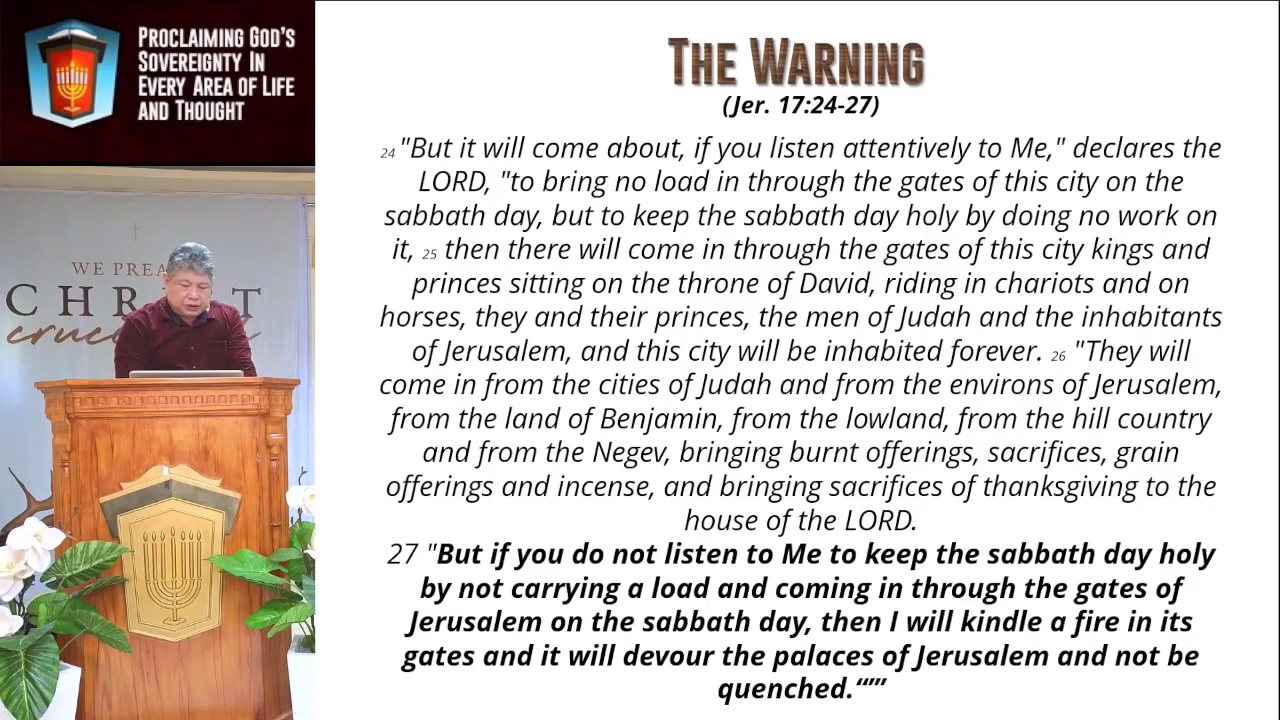 PROCLAIMING GOD'S
SOVEREIGNTY IN
EVERY AREA OF LIFE
AND THOUGHT
WE PREA
CHR T
cruc
THE WARNING
(Jer. 17:24-27)
24 "But it will come about, if you listen attentively to Me," declares the
LORD, "to bring no load in through the gates of this city on the
sabbath day, but to keep the sabbath day holy by doing no work on
it, 25 then there will come in through the gates of this city kings and
princes sitting on the throne of David, riding in chariots and on
horses, they and their princes, the men of Judah and the inhabitants
of Jerusalem, and this city will be inhabited forever. 26 "They will
come in from the cities of Judah and from the environs of Jerusalem,
from the land of Benjamin, from the lowland, from the hill country
and from the Negev, bringing burnt offerings, sacrifices, grain
offerings and incense, and bringing sacrifices of thanksgiving to the
house of the LORD.
27 "But if you do not listen to Me to keep the sabbath day holy
by not carrying a load and coming in through the gates of
Jerusalem on the sabbath day, then I will kindle a fire in its
gates and it will devour the palaces of Jerusalem and not be
quenched.“””